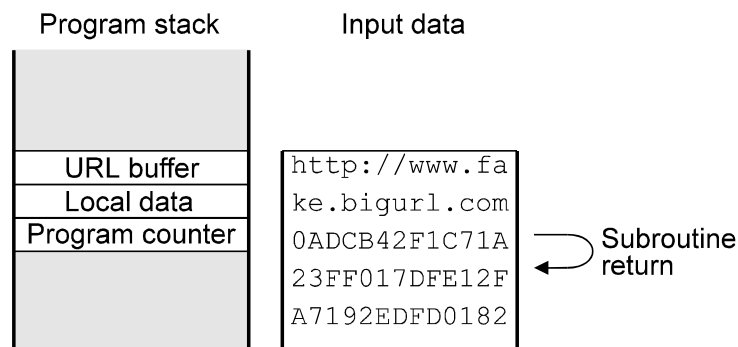 Program stack
Input data
URL buffer
Local data
Program counter
http://www.fa
ke.bigurl.com
0ADCB42F1C71A
23FF017DFE12F
A7192EDFD0182
Subroutine
return